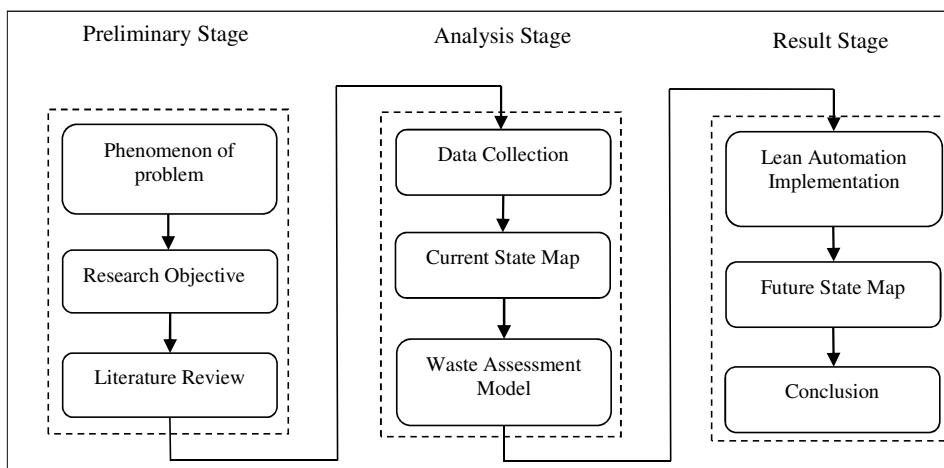 Preliminary Stage
Phenomenon of
problem
Research Objective
Literature Review
Analysis Stage
Data Collection
Current State Map
Waste Assessment
Model
Result Stage
Lean Automation
Implementation
Future State Map
Conclusion